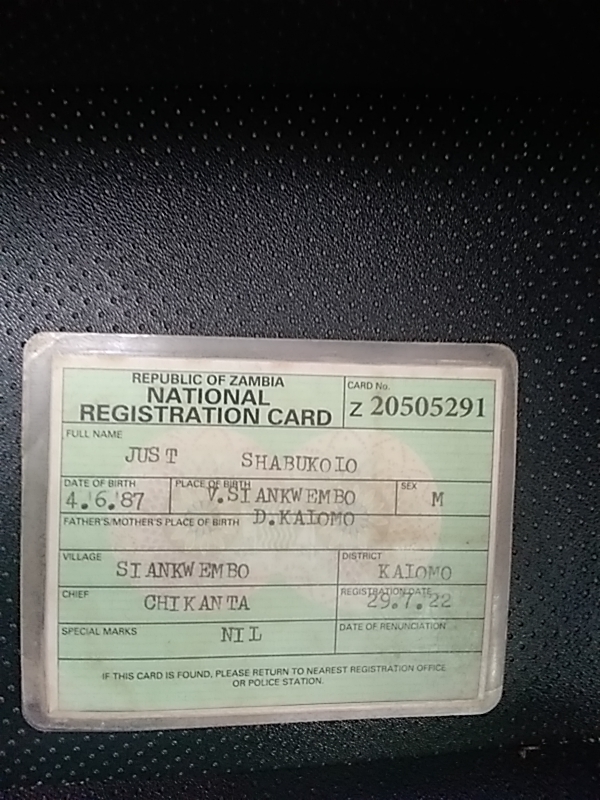 REPUBLIC OF ZAMBIA
NATIONAL
REGISTRATION CARD
CARD No.
Z 20505291
FULL NAME
JUST SHABUKOIO
DATE OF BIRTH
4.6.87
PLACE OF BIRTH
V.SIANKWEMBO
SEX
M
FATHER'S/MOTHER'S PLACE OF BIRTH
D.KAIOMO
VILLAGE
SIANKWEMBO
DISTRICT
KAIOMO
CHIEF
CHIKANTA
REGISTRATION DATE
29.7.22
SPECIAL MARKS
NIL
DATE OF RENUNCIATION
IF THIS CARD IS FOUND, PLEASE RETURN TO NEAREST REGISTRATION OFFICE
OR POLICE STATION.